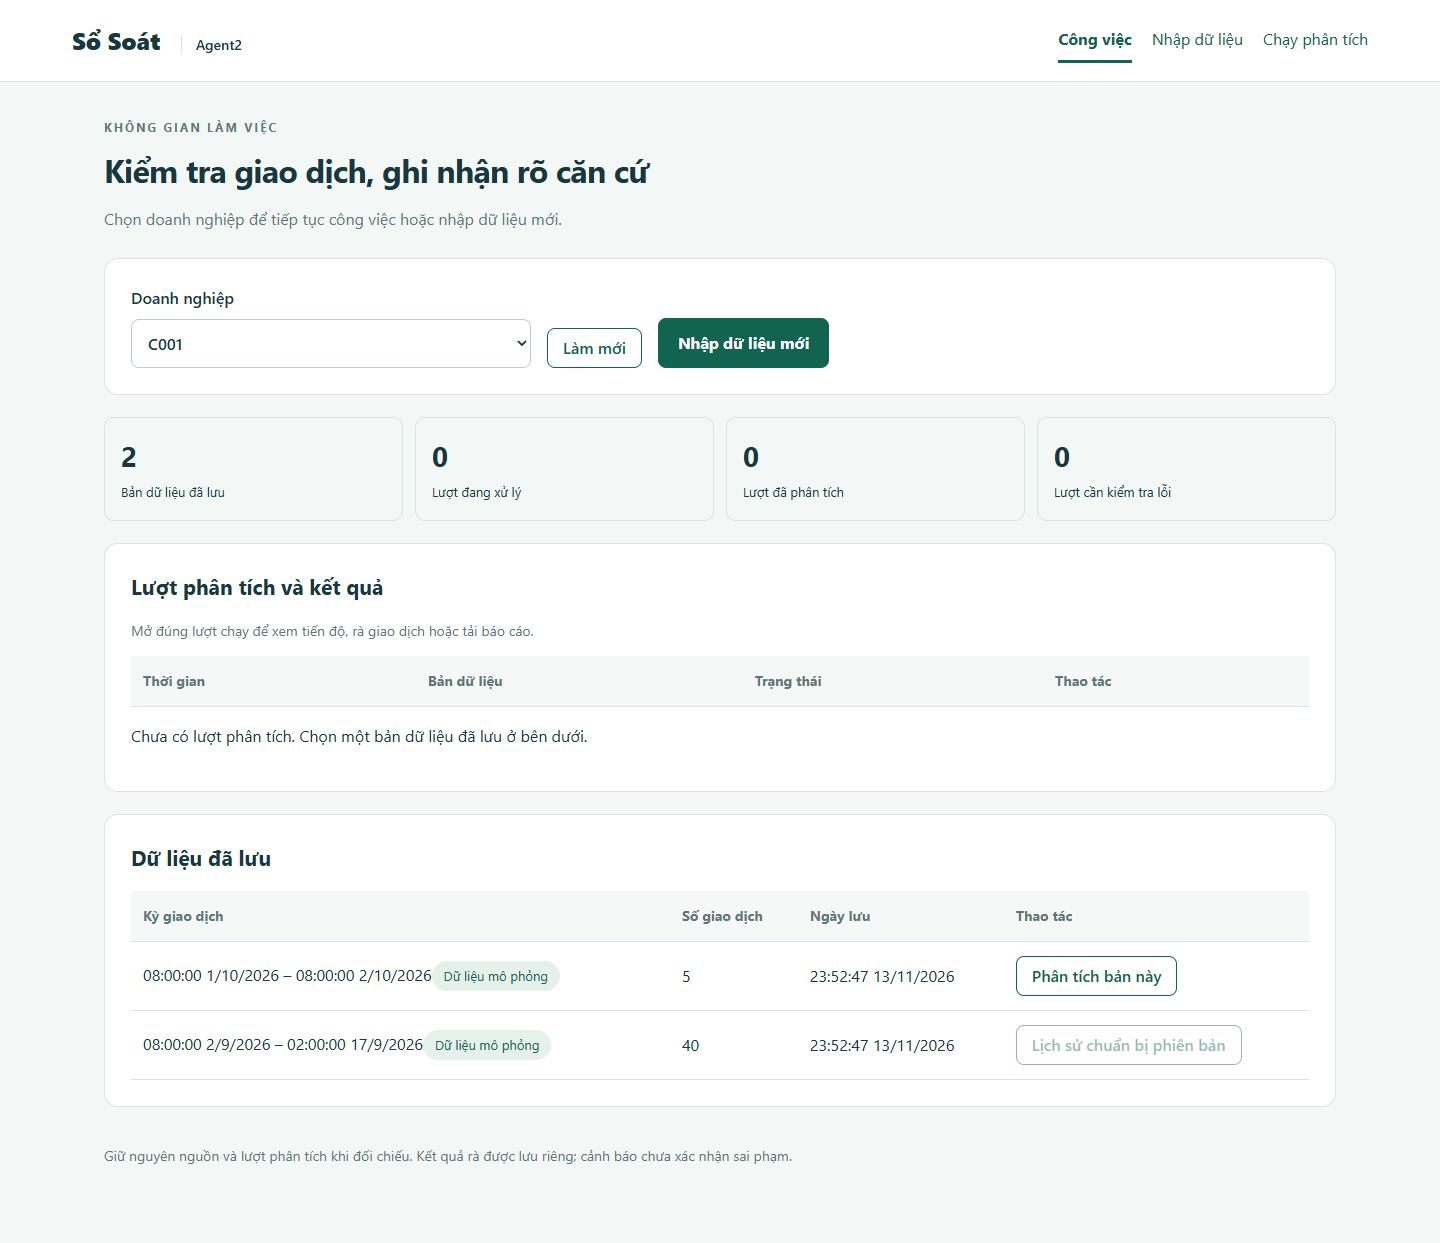 Sổ Soát
Agent2
Công việc
Nhập dữ liệu
Chạy phân tích
KHÔNG GIAN LÀM VIỆC
Kiểm tra giao dịch, ghi nhận rõ căn cứ
Chọn doanh nghiệp để tiếp tục công việc hoặc nhập dữ liệu mới.
Doanh nghiệp
C001
Làm mới
Nhập dữ liệu mới
2
Bản dữ liệu đã lưu
0
Lượt đang xử lý
0
Lượt đã phân tích
0
Lượt cần kiểm tra lỗi
Lượt phân tích và kết quả
Mở đúng lượt chạy để xem tiến độ, rà giao dịch hoặc tải báo cáo.
Thời gian Bản dữ liệu Trạng thái Thao tác
Chưa có lượt phân tích. Chọn một bản dữ liệu đã lưu ở bên dưới.
Dữ liệu đã lưu
Kỳ giao dịch Số giao dịch Ngày lưu Thao tác
08:00:00 1/10/2026 – 08:00:00 2/10/2026 Dữ liệu mô phỏng 5 23:52:47 13/11/2026 Phân tích bản này
08:00:00 2/9/2026 – 02:00:00 17/9/2026 Dữ liệu mô phỏng 40 23:52:47 13/11/2026 Lịch sử chuẩn bị phiên bản
Giữ nguyên nguồn và lượt phân tích khi đối chiếu. Kết quả rà được lưu riêng; cảnh báo chưa xác nhận sai phạm.